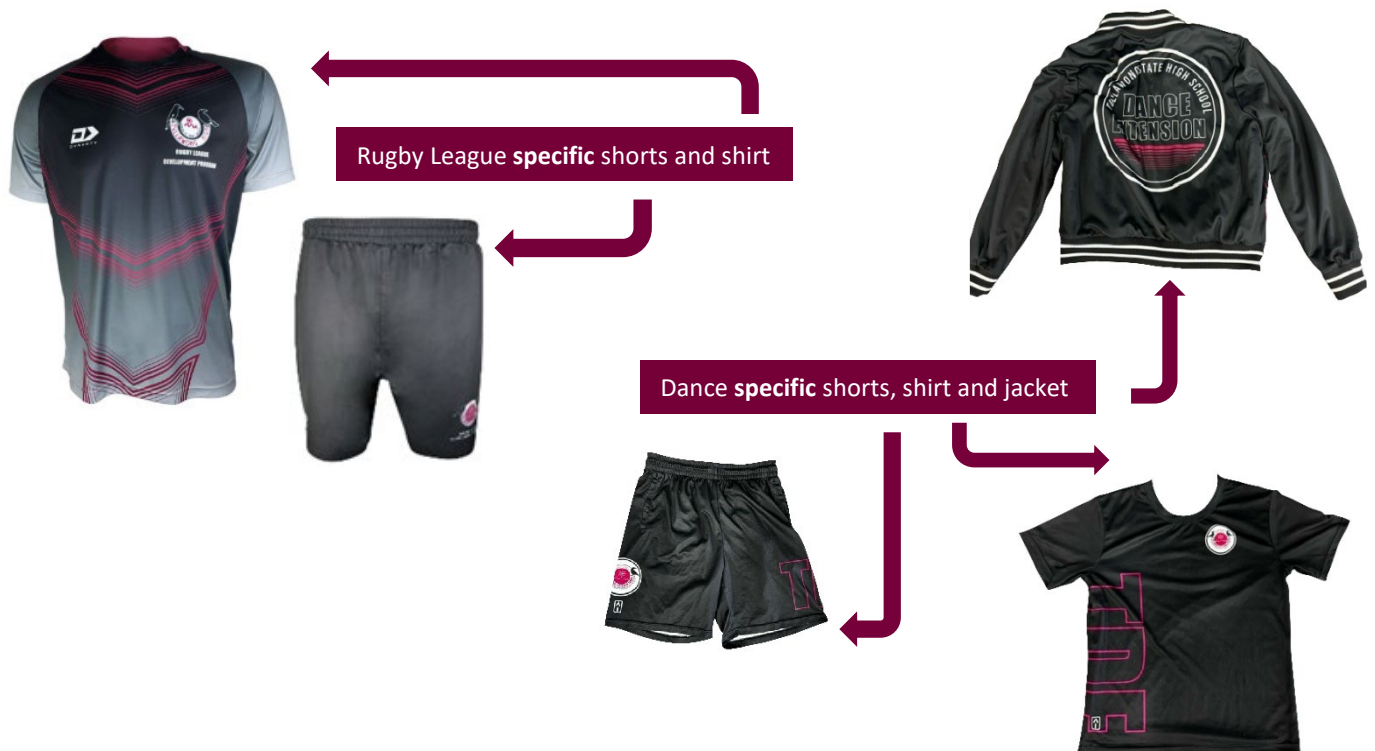 Rugby League specific shorts and shirt
RUGBY LEAGUE
DEVELOPMENT PROGRAM
STATE HIGH SCHOOL
DANCE
EXTENSION
Dance specific shorts, shirt and jacket